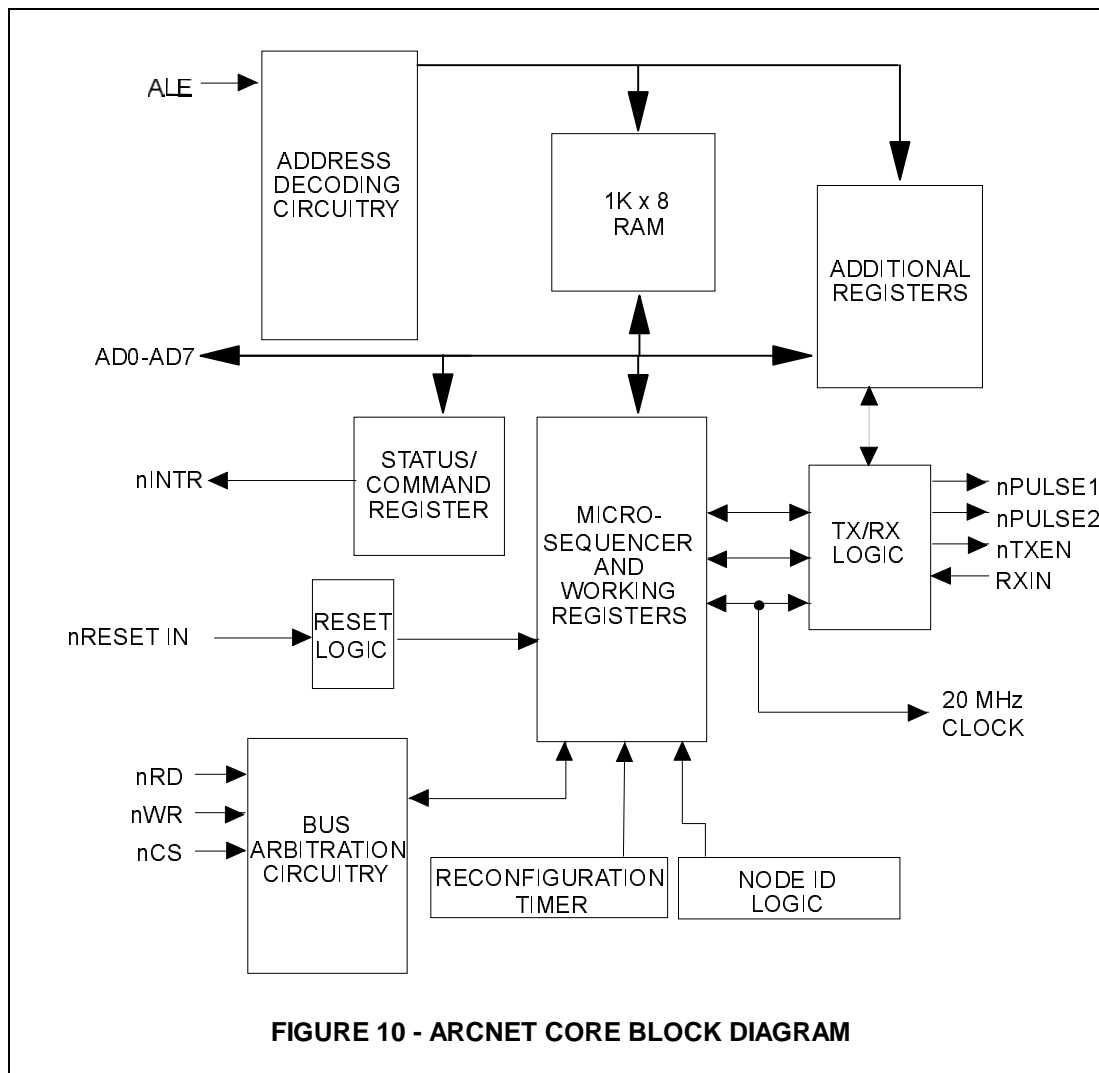 ALE
ADDRESS
DECODING
CIRCUITRY
1K x 8
RAM
ADDITIONAL
REGISTERS
AD0-AD7
nINTR
STATUS/
COMMAND
REGISTER
MICRO-
SEQUENCER
AND
WORKING
REGISTERS
TX/RX
LOGIC
nPULSE1
nPULSE2
nTXEN
RXIN
nRESET IN
RESET
LOGIC
20 MHz
CLOCK
nRD
nWR
nCS
BUS
ARBITRATION
CIRCUITRY
RECONFIGURATION
TIMER
NODE ID
LOGIC
FIGURE 10 - ARCNET CORE BLOCK DIAGRAM